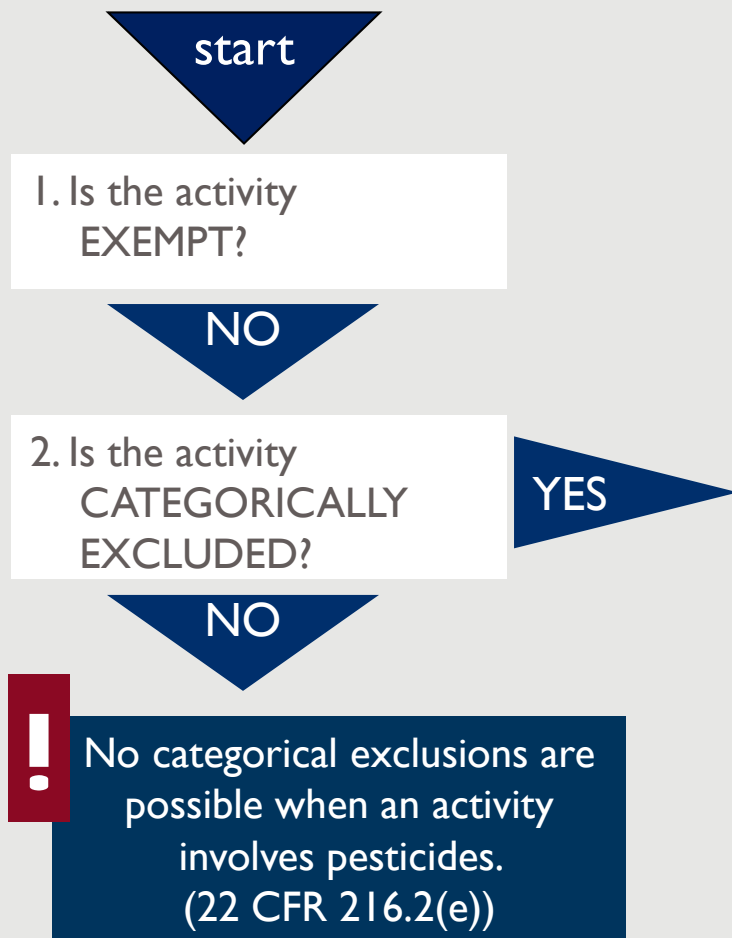 start
1. Is the activity
EXEMPT?
NO
2. Is the activity
CATEGORICALLY
EXCLUDED?
YES
NO
!
No categorical exclusions are
possible when an activity
involves pesticides.
(22 CFR 216.2(e))